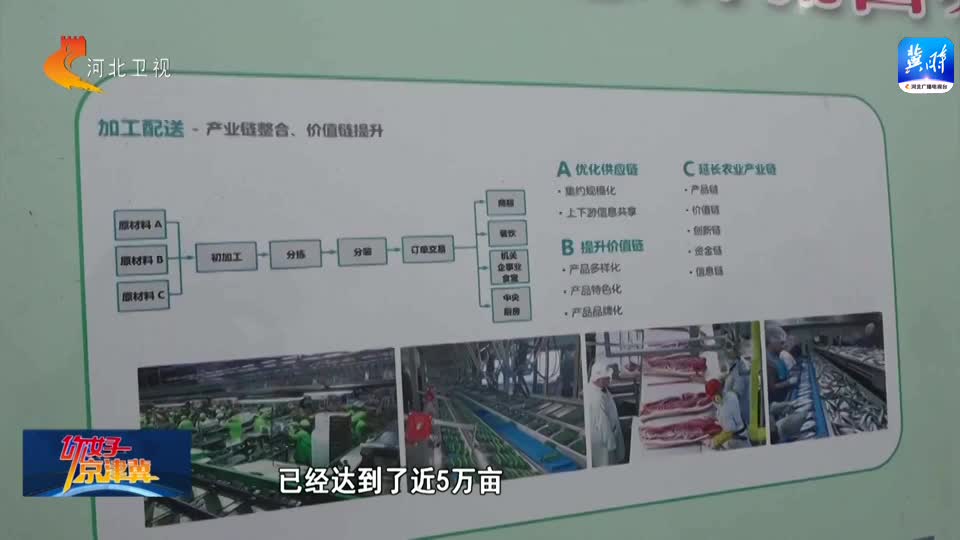 河北卫视
冀时
河北广播电视台
加工配送 - 产业链整合、价值链提升
原材料 A
原材料 B
原材料 C
初加工
分拣
分装
订单交易
商超
餐饮
机关
企事业
食堂
中央
厨房
A 优化供应链
·集约规模化
·上下游信息共享
B 提升价值链
·产品多样化
·产品特色化
·产品品牌化
C 延长农业产业链
·产品链
·价值链
·创新链
·资金链
·信息链
你好
京津冀
已经达到了近5万亩